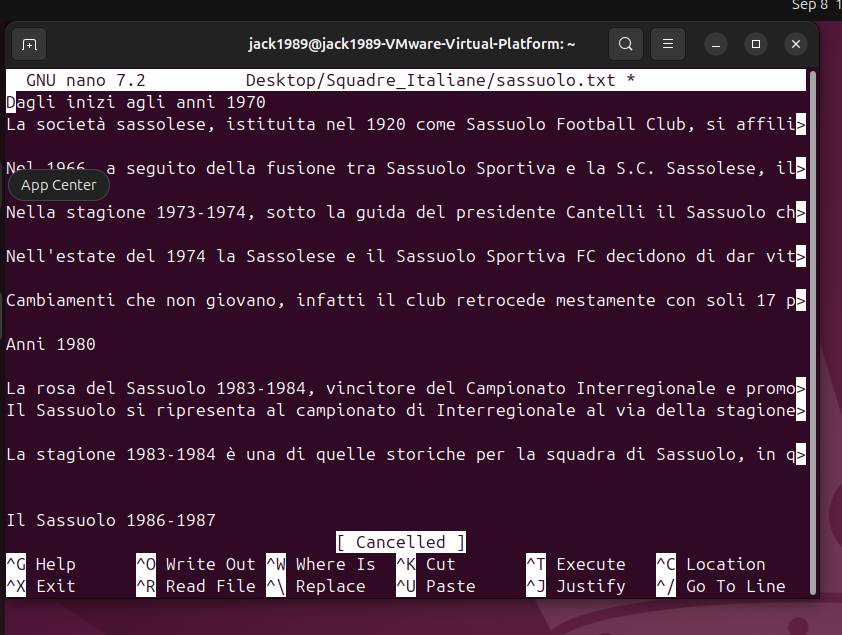 Sep 8 1
jack1989@jack1989-VMware-Virtual-Platform: ~
GNU nano 7.2 Desktop/Squadre_Italiane/sassuolo.txt *
Dagli inizi agli anni 1970
La società sassolese, istituita nel 1920 come Sassuolo Football Club, si affili>
Nel 1966, a seguito della fusione tra Sassuolo Sportiva e la S.C. Sassolese, il>
App Center
Nella stagione 1973-1974, sotto la guida del presidente Cantelli il Sassuolo ch>
Nell'estate del 1974 la Sassolese e il Sassuolo Sportiva FC decidono di dar vit>
Cambiamenti che non giovano, infatti il club retrocede mestamente con soli 17 p>
Anni 1980
La rosa del Sassuolo 1983-1984, vincitore del Campionato Interregionale e promo>
Il Sassuolo si ripresenta al campionato di Interregionale al via della stagione>
La stagione 1983-1984 è una di quelle storiche per la squadra di Sassuolo, in q>
Il Sassuolo 1986-1987
[ Cancelled ]
^G Help ^O Write Out ^W Where Is ^K Cut ^T Execute ^C Location
^X Exit ^R Read File ^\ Replace ^U Paste ^J Justify ^/ Go To Line